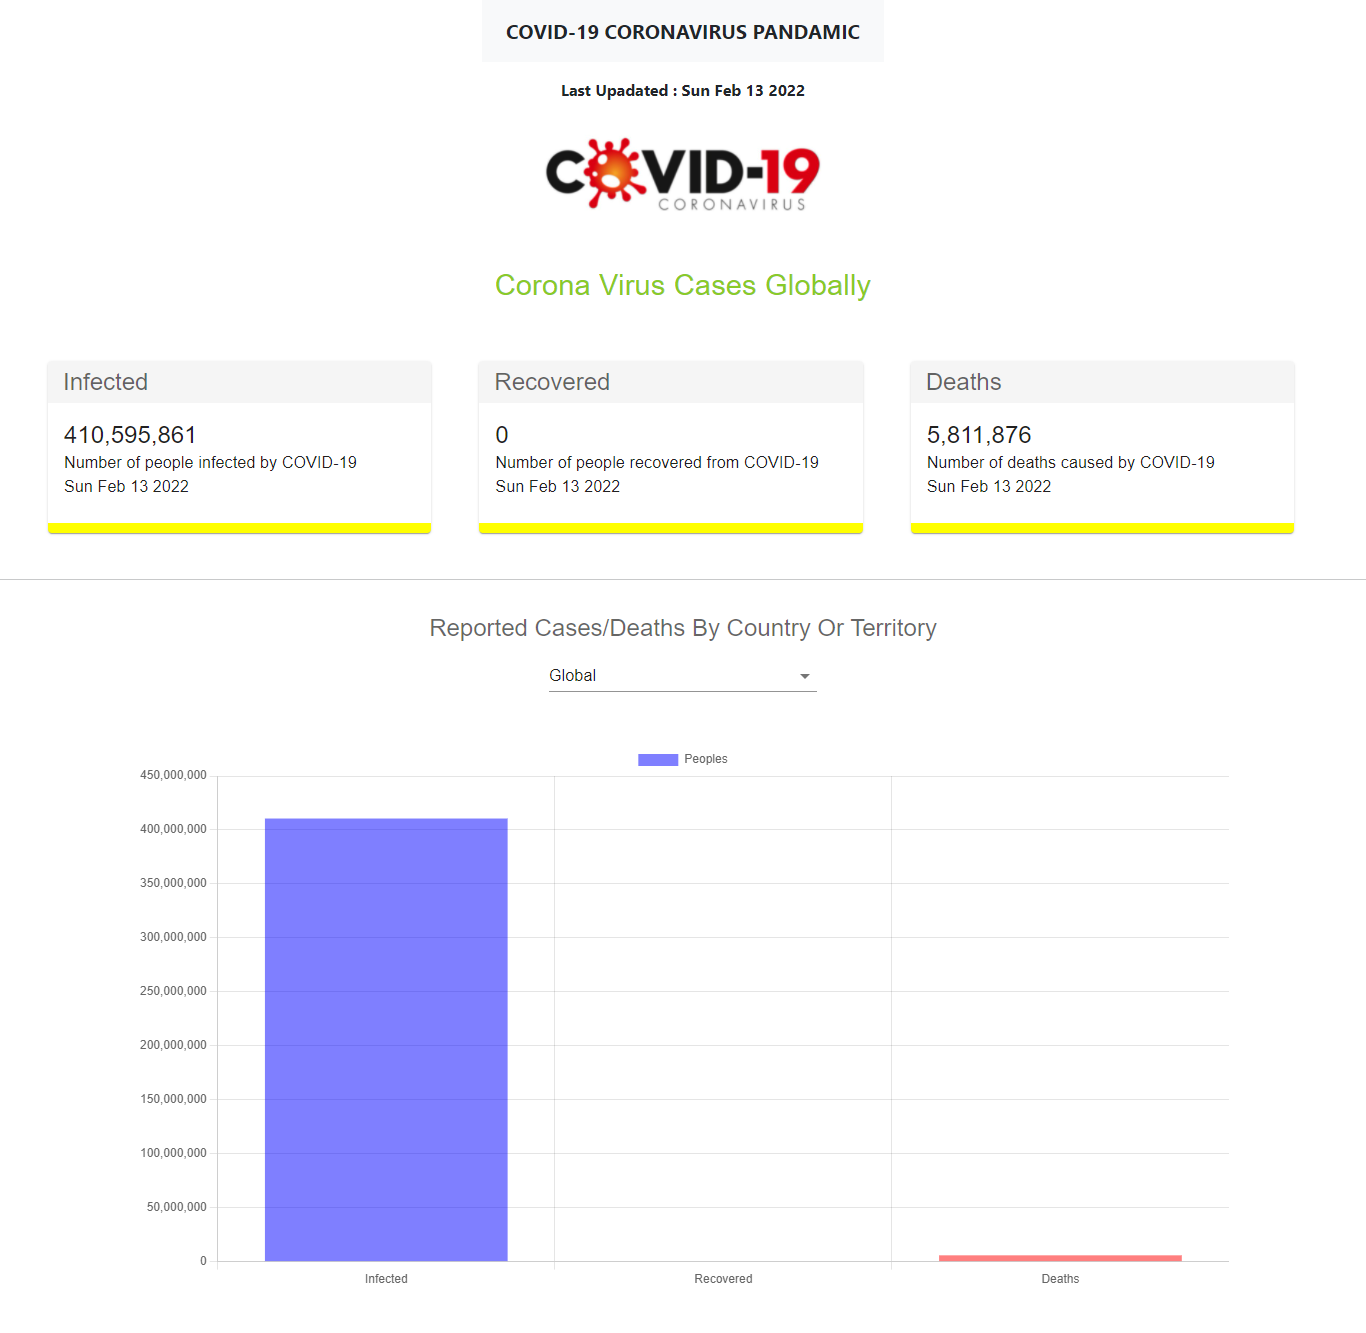 COVID-19 CORONAVIRUS PANDAMIC
Last Upadated : Sun Feb 13 2022
COVID-19
CORONAVIRUS
Corona Virus Cases Globally
Infected
410,595,861
Number of people infected by COVID-19
Sun Feb 13 2022
Recovered
0
Number of people recovered from COVID-19
Sun Feb 13 2022
Deaths
5,811,876
Number of deaths caused by COVID-19
Sun Feb 13 2022
Reported Cases/Deaths By Country Or Territory
Global
Peoples
450,000,000
400,000,000
350,000,000
300,000,000
250,000,000
200,000,000
150,000,000
100,000,000
50,000,000
0
Infected
Recovered
Deaths